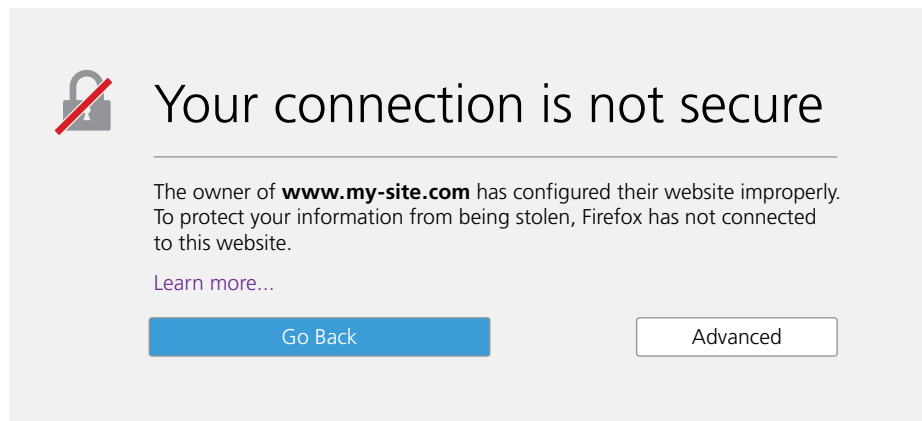 Your connection is not secure
The owner of www.my-site.com has configured their website improperly.
To protect your information from being stolen, Firefox has not connected
to this website.
Learn more...
Go Back
Advanced